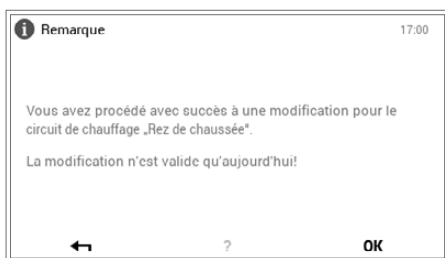 i Remarque 17:00
Vous avez procédé avec succès à une modification pour le
circuit de chauffage „Rez de chaussée".
La modification n'est valide qu'aujourd'hui!
? OK